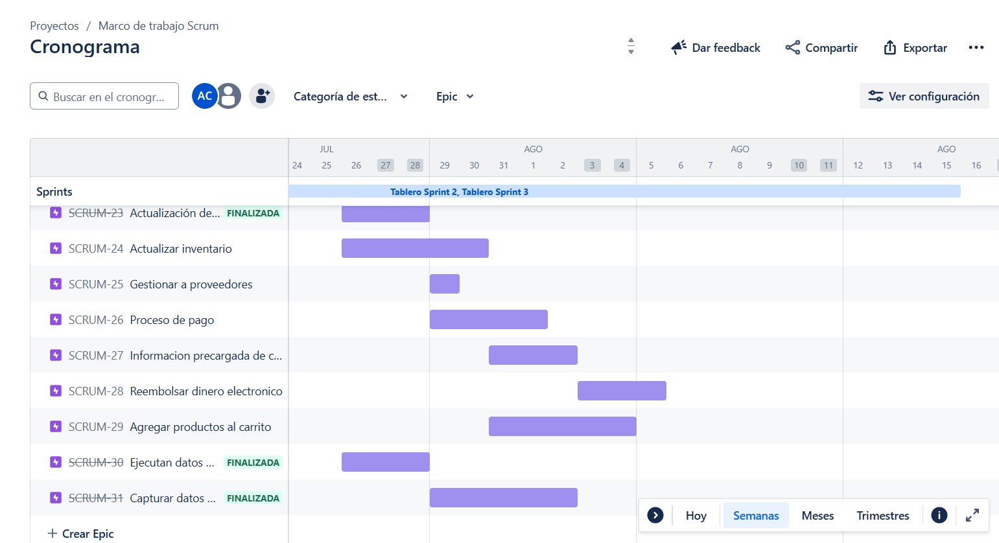 Proyectos / Marco de trabajo Scrum
Cronograma
Dar feedback
Compartir
Exportar
Buscar en el cronogr...
AC
Categoría de est...
Epic
Ver configuración
JUL AGO AGO AGO
24 25 26 27 28 29 30 31 1 2 3 4 5 6 7 8 9 10 11 12 13 14 15 16
Sprints
Tablero Sprint 2, Tablero Sprint 3
SCRUM-23 Actualización de... FINALIZADA
SCRUM-24 Actualizar inventario
SCRUM-25 Gestionar a proveedores
SCRUM-26 Proceso de pago
SCRUM-27 Informacion precargada de c...
SCRUM-28 Reembolsar dinero electronico
SCRUM-29 Agregar productos al carrito
SCRUM-30 Ejecutan datos ... FINALIZADA
SCRUM-31 Capturar datos ... FINALIZADA
Hoy Semanas Meses Trimestres
+ Crear Epic